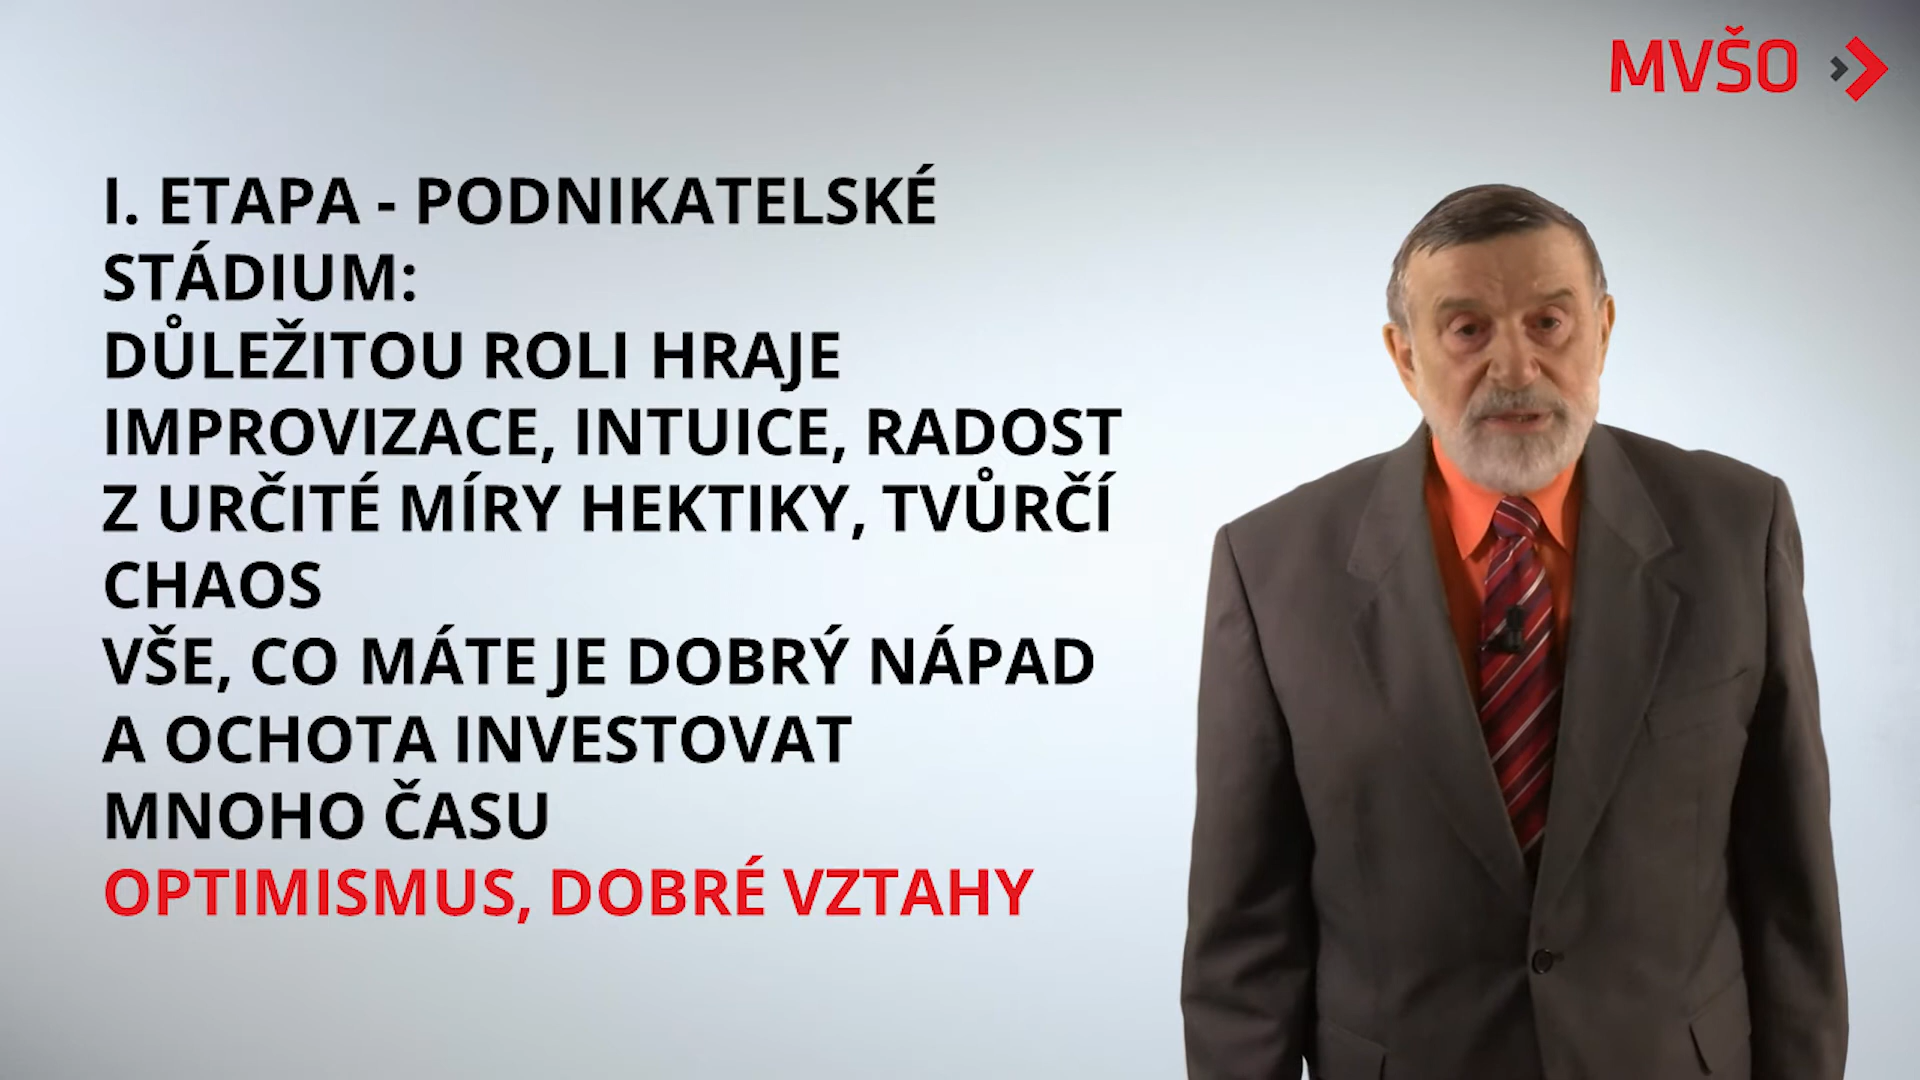 MVŠO
I. ETAPA - PODNIKATELSKÉ
STÁDIUM:
DŮLEŽITOU ROLI HRAJE
IMPROVIZACE, INTUICE, RADOST
Z URČITÉ MÍRY HEKTIKY, TVŮRČÍ
CHAOS
VŠE, CO MÁTE JE DOBRÝ NÁPAD
A OCHOTA INVESTOVAT
MNOHO ČASU
OPTIMISMUS, DOBRÉ VZTAHY